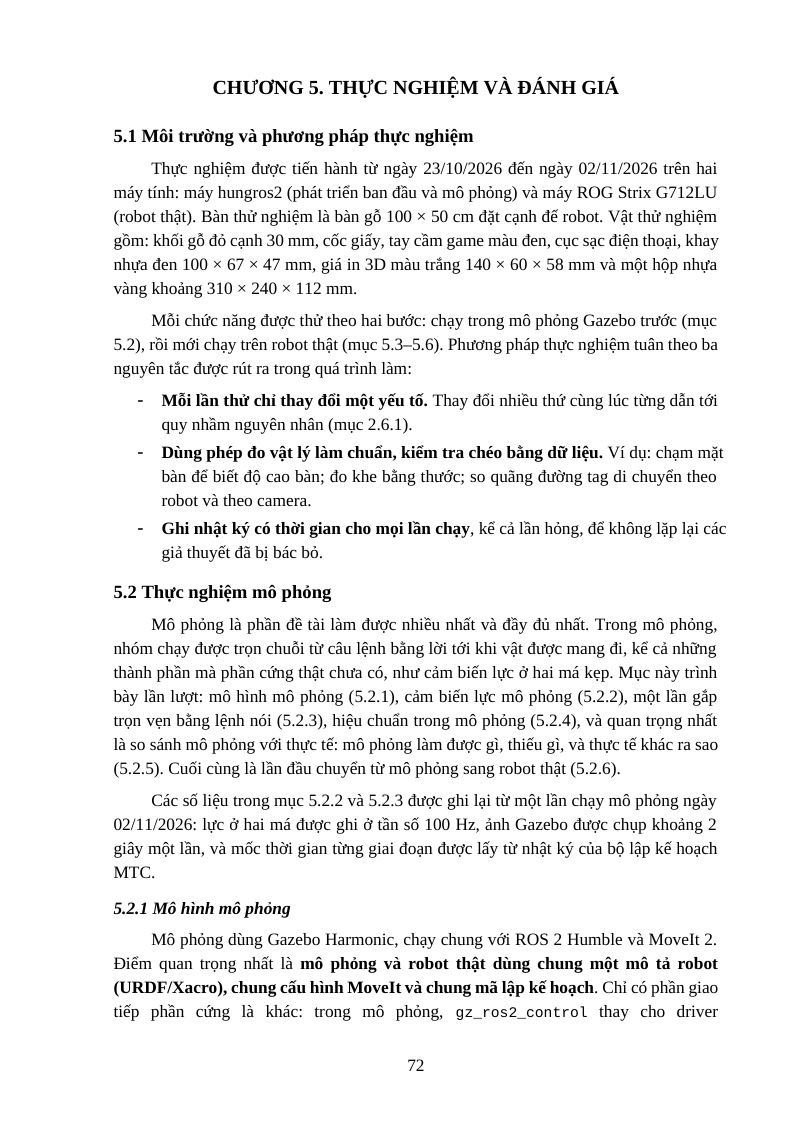 CHƯƠNG 5. THỰC NGHIỆM VÀ ĐÁNH GIÁ
5.1 Môi trường và phương pháp thực nghiệm
Thực nghiệm được tiến hành từ ngày 23/10/2026 đến ngày 02/11/2026 trên hai
máy tính: máy hungros2 (phát triển ban đầu và mô phỏng) và máy ROG Strix G712LU
(robot thật). Bàn thử nghiệm là bàn gỗ 100 × 50 cm đặt cạnh đế robot. Vật thử nghiệm
gồm: khối gỗ đỏ cạnh 30 mm, cốc giấy, tay cầm game màu đen, cục sạc điện thoại, khay
nhựa đen 100 × 67 × 47 mm, giá in 3D màu trắng 140 × 60 × 58 mm và một hộp nhựa
vàng khoảng 310 × 240 × 112 mm.
Mỗi chức năng được thử theo hai bước: chạy trong mô phỏng Gazebo trước (mục
5.2), rồi mới chạy trên robot thật (mục 5.3–5.6). Phương pháp thực nghiệm tuân theo ba
nguyên tắc được rút ra trong quá trình làm:
- Mỗi lần thử chỉ thay đổi một yếu tố. Thay đổi nhiều thứ cùng lúc từng dẫn tới
quy nhầm nguyên nhân (mục 2.6.1).
- Dùng phép đo vật lý làm chuẩn, kiểm tra chéo bằng dữ liệu. Ví dụ: chạm mặt
bàn để biết độ cao bàn; đo khe bằng thước; so quãng đường tag di chuyển theo
robot và theo camera.
- Ghi nhật ký có thời gian cho mọi lần chạy, kể cả lần hỏng, để không lặp lại các
giả thuyết đã bị bác bỏ.
5.2 Thực nghiệm mô phỏng
Mô phỏng là phần đề tài làm được nhiều nhất và đầy đủ nhất. Trong mô phỏng,
nhóm chạy được trọn chuỗi từ câu lệnh bằng lời tới khi vật được mang đi, kể cả những
thành phần mà phần cứng thật chưa có, như cảm biến lực ở hai má kẹp. Mục này trình
bày lần lượt: mô hình mô phỏng (5.2.1), cảm biến lực mô phỏng (5.2.2), một lần gắp
trọn vẹn bằng lệnh nói (5.2.3), hiệu chuẩn trong mô phỏng (5.2.4), và quan trọng nhất
là so sánh mô phỏng với thực tế: mô phỏng làm được gì, thiếu gì, và thực tế khác ra sao
(5.2.5). Cuối cùng là lần đầu chuyển từ mô phỏng sang robot thật (5.2.6).
Các số liệu trong mục 5.2.2 và 5.2.3 được ghi lại từ một lần chạy mô phỏng ngày
02/11/2026: lực ở hai má được ghi ở tần số 100 Hz, ảnh Gazebo được chụp khoảng 2
giây một lần, và mốc thời gian từng giai đoạn được lấy từ nhật ký của bộ lập kế hoạch
MTC.
5.2.1 Mô hình mô phỏng
Mô phỏng dùng Gazebo Harmonic, chạy chung với ROS 2 Humble và MoveIt 2.
Điểm quan trọng nhất là mô phỏng và robot thật dùng chung một mô tả robot
(URDF/Xacro), chung cấu hình MoveIt và chung mã lập kế hoạch. Chỉ có phần giao
tiếp phần cứng là khác: trong mô phỏng, gz_ros2_control thay cho driver
72